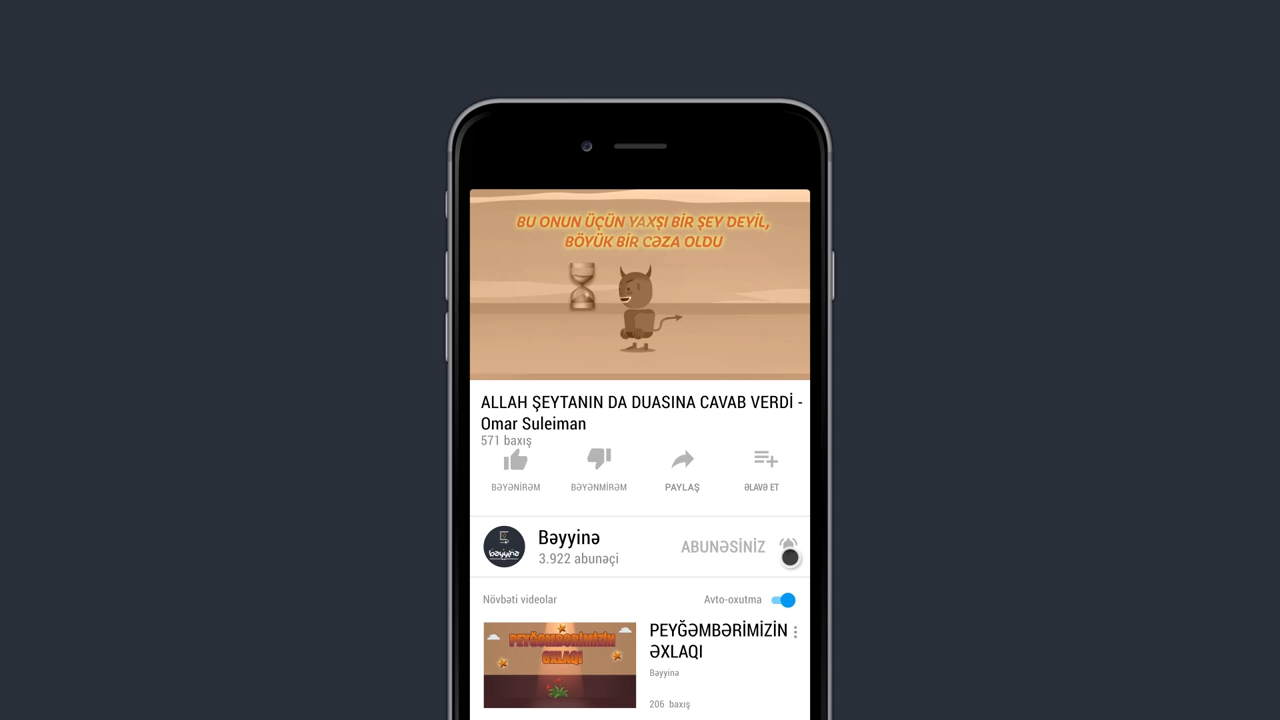 BU ONUN ÜÇÜN YAXŞI BİR ŞEY DEYİL,
BÖYÜK BİR CƏZA OLDU
ALLAH ŞEYTANIN DA DUASINA CAVAB VERDİ -
Omar Suleiman
571 baxış
BƏYƏNİRƏM BƏYƏNMİRƏM PAYLAŞ ƏLAVƏ ET
bəyyinə
Bəyyinə
3.922 abunəçi
ABUNƏSİNİZ
Növbəti videolar
Avto-oxutma
PEYĞƏMBƏRİMİZİN
ƏXLAQI
PEYĞƏMBƏRİMİZİN
ƏXLAQI
Bəyyinə
206 baxış